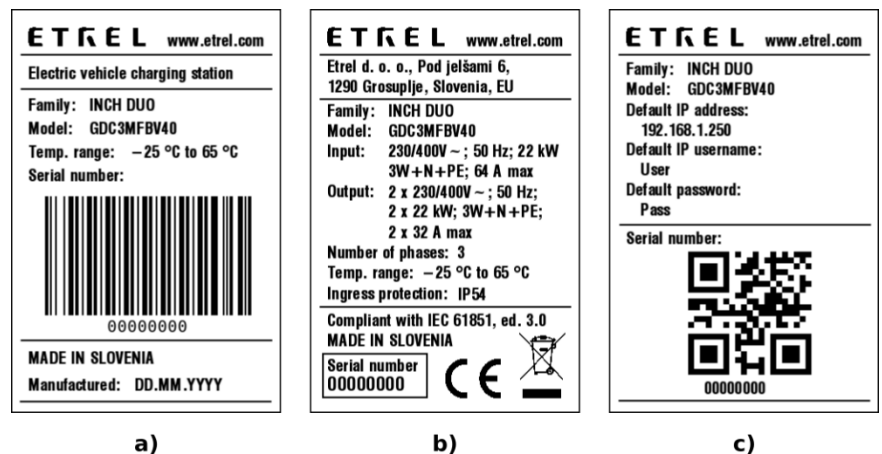 ETREL www.etrel.com
Electric vehicle charging station
Family: INCH DUO
Model: GDC3MFBV40
Temp. range: −25 °C to 65 °C
Serial number:
00000000
MADE IN SLOVENIA
Manufactured: DD.MM.YYYY
a)
ETREL www.etrel.com
Etrel d. o. o., Pod jelšami 6,
1290 Grosuplje, Slovenia, EU
Family: INCH DUO
Model: GDC3MFBV40
Input: 230/400V ~; 50 Hz; 22 kW
3W+N+PE; 64 A max
Output: 2 x 230/400V ~; 50 Hz;
2 x 22 kW; 3W+N+PE;
2 x 32 A max
Number of phases: 3
Temp. range: −25 °C to 65 °C
Ingress protection: IP54
Compliant with IEC 61851, ed. 3.0
MADE IN SLOVENIA
Serial number
00000000
CE
b)
ETREL www.etrel.com
Family: INCH DUO
Model: GDC3MFBV40
Default IP address:
192.168.1.250
Default IP username:
User
Default password:
Pass
Serial number:
00000000
c)